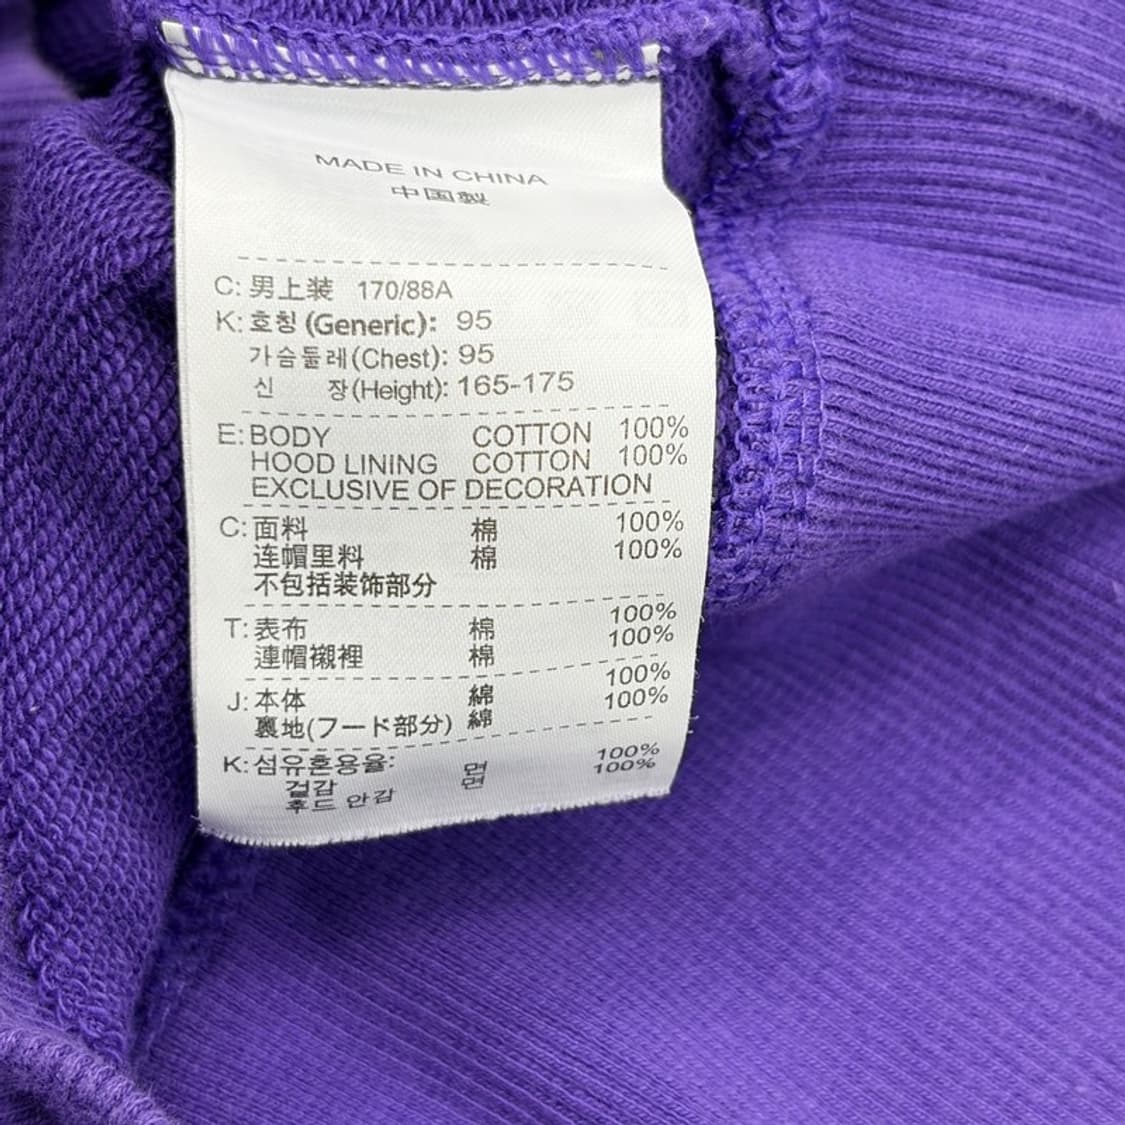 MADE IN CHINA
中国製
C: 男上装 170/88A
K: 호칭 (Generic): 95
가슴둘레(Chest): 95
신 장(Height): 165-175
E: BODY COTTON 100%
HOOD LINING COTTON 100%
EXCLUSIVE OF DECORATION
C: 面料 棉 100%
连帽里料 棉 100%
不包括装饰部分
T: 表布 棉 100%
連帽襯裡 棉 100%
J: 本体 綿 100%
裏地(フード部分) 綿 100%
K: 섬유혼용율:
겉감 면 100%
후드 안감 면 100%